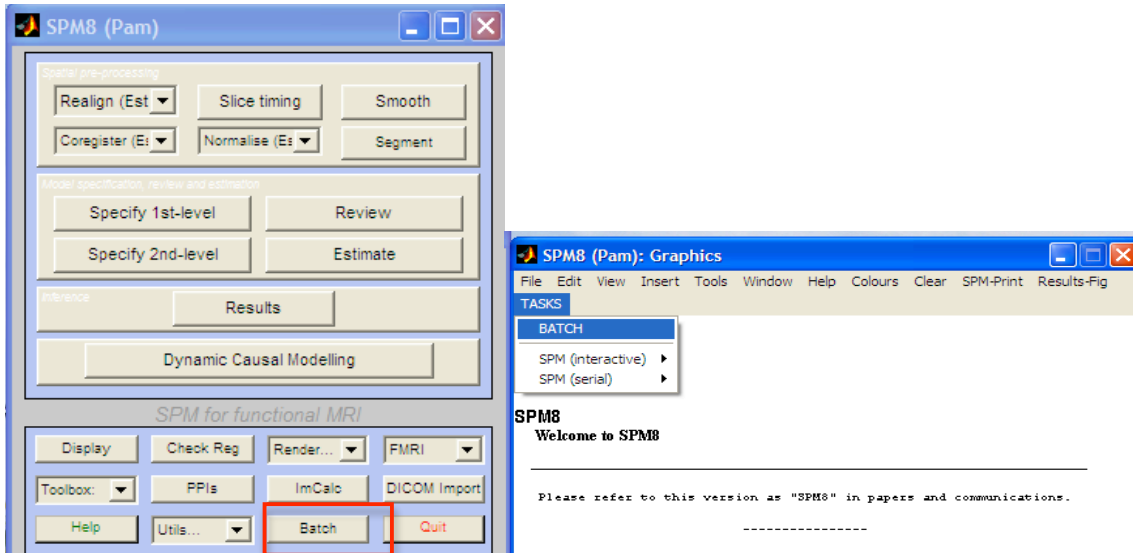 SPM8 (Pam)
Spatial pre-processing
Realign (Est Slice timing Smooth
Coregister (Es Normalise (Es Segment
Model specification, review and estimation
Specify 1st-level Review
Specify 2nd-level Estimate
Inference
Results
Dynamic Causal Modelling
SPM for functional MRI
Display Check Reg Render... FMRI
Toolbox: PPIs ImCalc DICOM Import
Help Utils... Batch Quit
SPM8 (Pam): Graphics
File Edit View Insert Tools Window Help Colours Clear SPM-Print Results-Fig
TASKS
BATCH
SPM (interactive)
SPM (serial)
SPM8
Welcome to SPM8
Please refer to this version as "SPM8" in papers and communications.
----------------